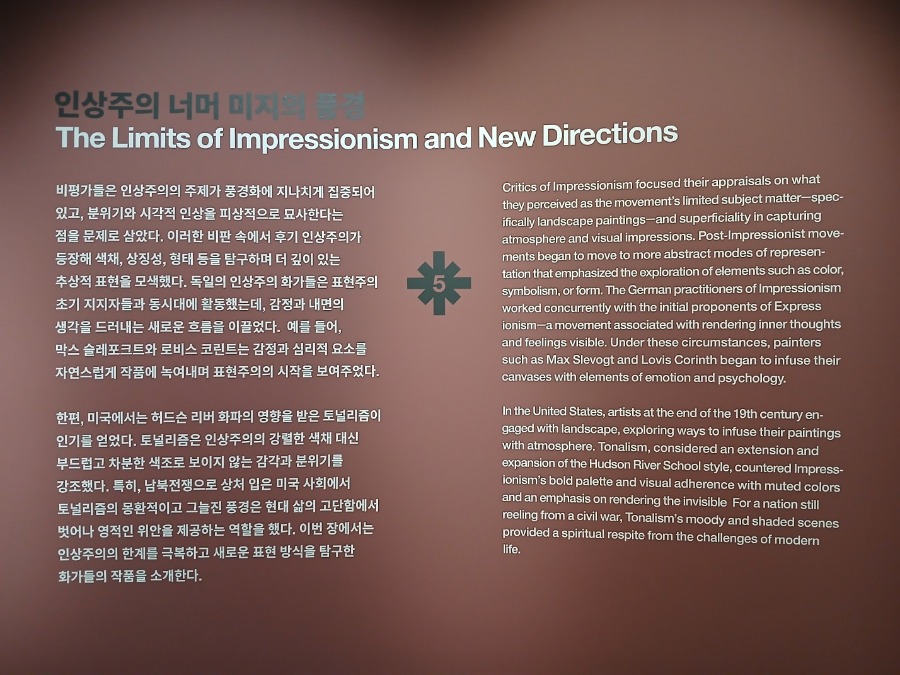 인상주의 너머 미지의 풍경
The Limits of Impressionism and New Directions
비평가들은 인상주의의 주제가 풍경화에 지나치게 집중되어
있고, 분위기와 시각적 인상을 피상적으로 묘사한다는
점을 문제로 삼았다. 이러한 비판 속에서 후기 인상주의가
등장해 색채, 상징성, 형태 등을 탐구하며 더 깊이 있는
추상적 표현을 모색했다. 독일의 인상주의 화가들은 표현주의
초기 지지자들과 동시대에 활동했는데, 감정과 내면의
생각을 드러내는 새로운 흐름을 이끌었다. 예를 들어,
막스 슬레포크트와 로비스 코린트는 감정과 심리적 요소를
자연스럽게 작품에 녹여내며 표현주의의 시작을 보여주었다.
한편, 미국에서는 허드슨 리버 화파의 영향을 받은 토널리즘이
인기를 얻었다. 토널리즘은 인상주의의 강렬한 색채 대신
부드럽고 차분한 색조로 보이지 않는 감각과 분위기를
강조했다. 특히, 남북전쟁으로 상처 입은 미국 사회에서
토널리즘의 몽환적이고 그늘진 풍경은 현대 삶의 고단함에서
벗어나 영적인 위안을 제공하는 역할을 했다. 이번 장에서는
인상주의의 한계를 극복하고 새로운 표현 방식을 탐구한
화가들의 작품을 소개한다.
5
Critics of Impressionism focused their appraisals on what
they perceived as the movement's limited subject matter—spec-
ifically landscape paintings—and superficiality in capturing
atmosphere and visual impressions. Post-Impressionist move-
ments began to move to more abstract modes of represen-
tation that emphasized the exploration of elements such as color,
symbolism, or form. The German practitioners of Impressionism
worked concurrently with the initial proponents of Express
ionism—a movement associated with rendering inner thoughts
and feelings visible. Under these circumstances, painters
such as Max Slevogt and Lovis Corinth began to infuse their
canvases with elements of emotion and psychology.
In the United States, artists at the end of the 19th century en-
gaged with landscape, exploring ways to infuse their paintings
with atmosphere. Tonalism, considered an extension and
expansion of the Hudson River School style, countered Impress-
ionism's bold palette and visual adherence with muted colors
and an emphasis on rendering the invisible For a nation still
reeling from a civil war, Tonalism's moody and shaded scenes
provided a spiritual respite from the challenges of modern
life.